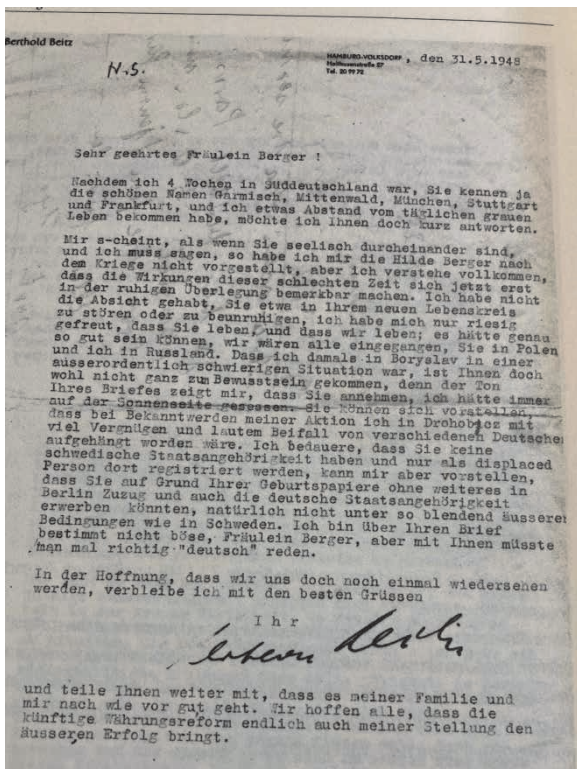 Berthold Beitz
HAMBURG-VOLKSDORF, den 31.5.1948
Tel. 20 99 72
N.S.
Sehr geehrtes Fräulein Berger !
Nachdem ich 4 Wochen in Süddeutschland war, Sie kennen ja
die schönen Namen Garmisch, Mittenwald, München, Stuttgart
und Frankfurt, und ich etwas Abstand vom täglichen grauen
Leben bekommen habe, möchte ich Ihnen doch kurz antworten.
Mir s-cheint, als wenn Sie seelisch durcheinander sind,
und ich muss sagen, so habe ich mir die Hilde Berger nach
dem Kriege nicht vorgestellt, aber ich verstehe vollkommen,
dass die Wirkungen dieser schlechten Zeit sich jetzt erst
in der ruhigen Überlegung bemerkbar machen. Ich habe nicht
die Absicht gehabt, Sie etwa in Ihrem neuen Lebenskreis
zu stören oder zu beunruhigen, ich habe mich nur riesig
gefreut, dass Sie leben, und dass wir leben; es hätte genau
so gut sein können, wir wären alle eingegangen, Sie in Polen
und ich in Russland. Dass ich damals in Boryslav in einer
ausserordentlich schwierigen Situation war, ist Ihnen doch
wohl nicht ganz zum Bewusstsein gekommen, denn der Ton
Ihres Briefes zeigt mir, dass Sie annehmen, ich hätte immer
auf der Sonnenseite gesessen. Sie können sich vorstellen,
dass bei Bekanntwerden meiner Aktion ich in Drohobycz mit
viel Vergnügen und lautem Beifall von verschiedenen Deutschen
aufgehängt worden wäre. Ich bedauere, dass Sie keine
schwedische Staatsangehörigkeit haben und nur als displaced
Person dort registriert werden, kann mir aber vorstellen,
dass Sie auf Grund Ihrer Geburtspapiere ohne weiteres in
Berlin Zuzug und auch die deutsche Staatsangehörigkeit
erwerben könnten, natürlich nicht unter so blendend äusseren
Bedingungen wie in Schweden. Ich bin über Ihren Brief
bestimmt nicht böse, Fräulein Berger, aber mit Ihnen müsste
man mal richtig "deutsch" reden.
In der Hoffnung, dass wir uns doch noch einmal wiedersehen
werden, verbleibe ich mit den besten Grüssen
Ihr
und teile Ihnen weiter mit, dass es meiner Familie und
mir nach wie vor gut geht. Wir hoffen alle, dass die
künftige Währungsreform endlich auch meiner Stellung den
äusseren Erfolg bringt.